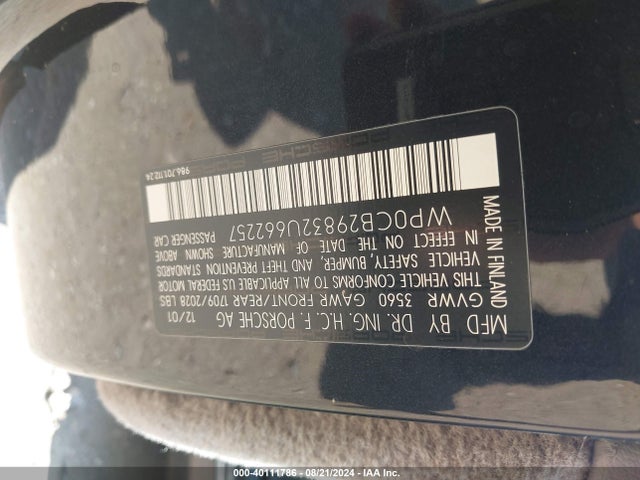 MFD BY DR. ING. H.C. F. PORSCHE AG 12/01
GVWR 3560 GAWR FRONT/REAR 1709/2028 LBS
THIS VEHICLE CONFORMS TO ALL APPLICABLE US FEDERAL MOTOR
VEHICLE SAFETY, BUMPER, AND THEFT PREVENTION STANDARDS
IN EFFECT ON DATE OF MANUFACTURE SHOWN ABOVE
MADE IN FINLAND
WP0CB29832U662257 PASSENGER CAR
986.701.112.24
000-40111786 - 08/21/2024 - IAA Inc.